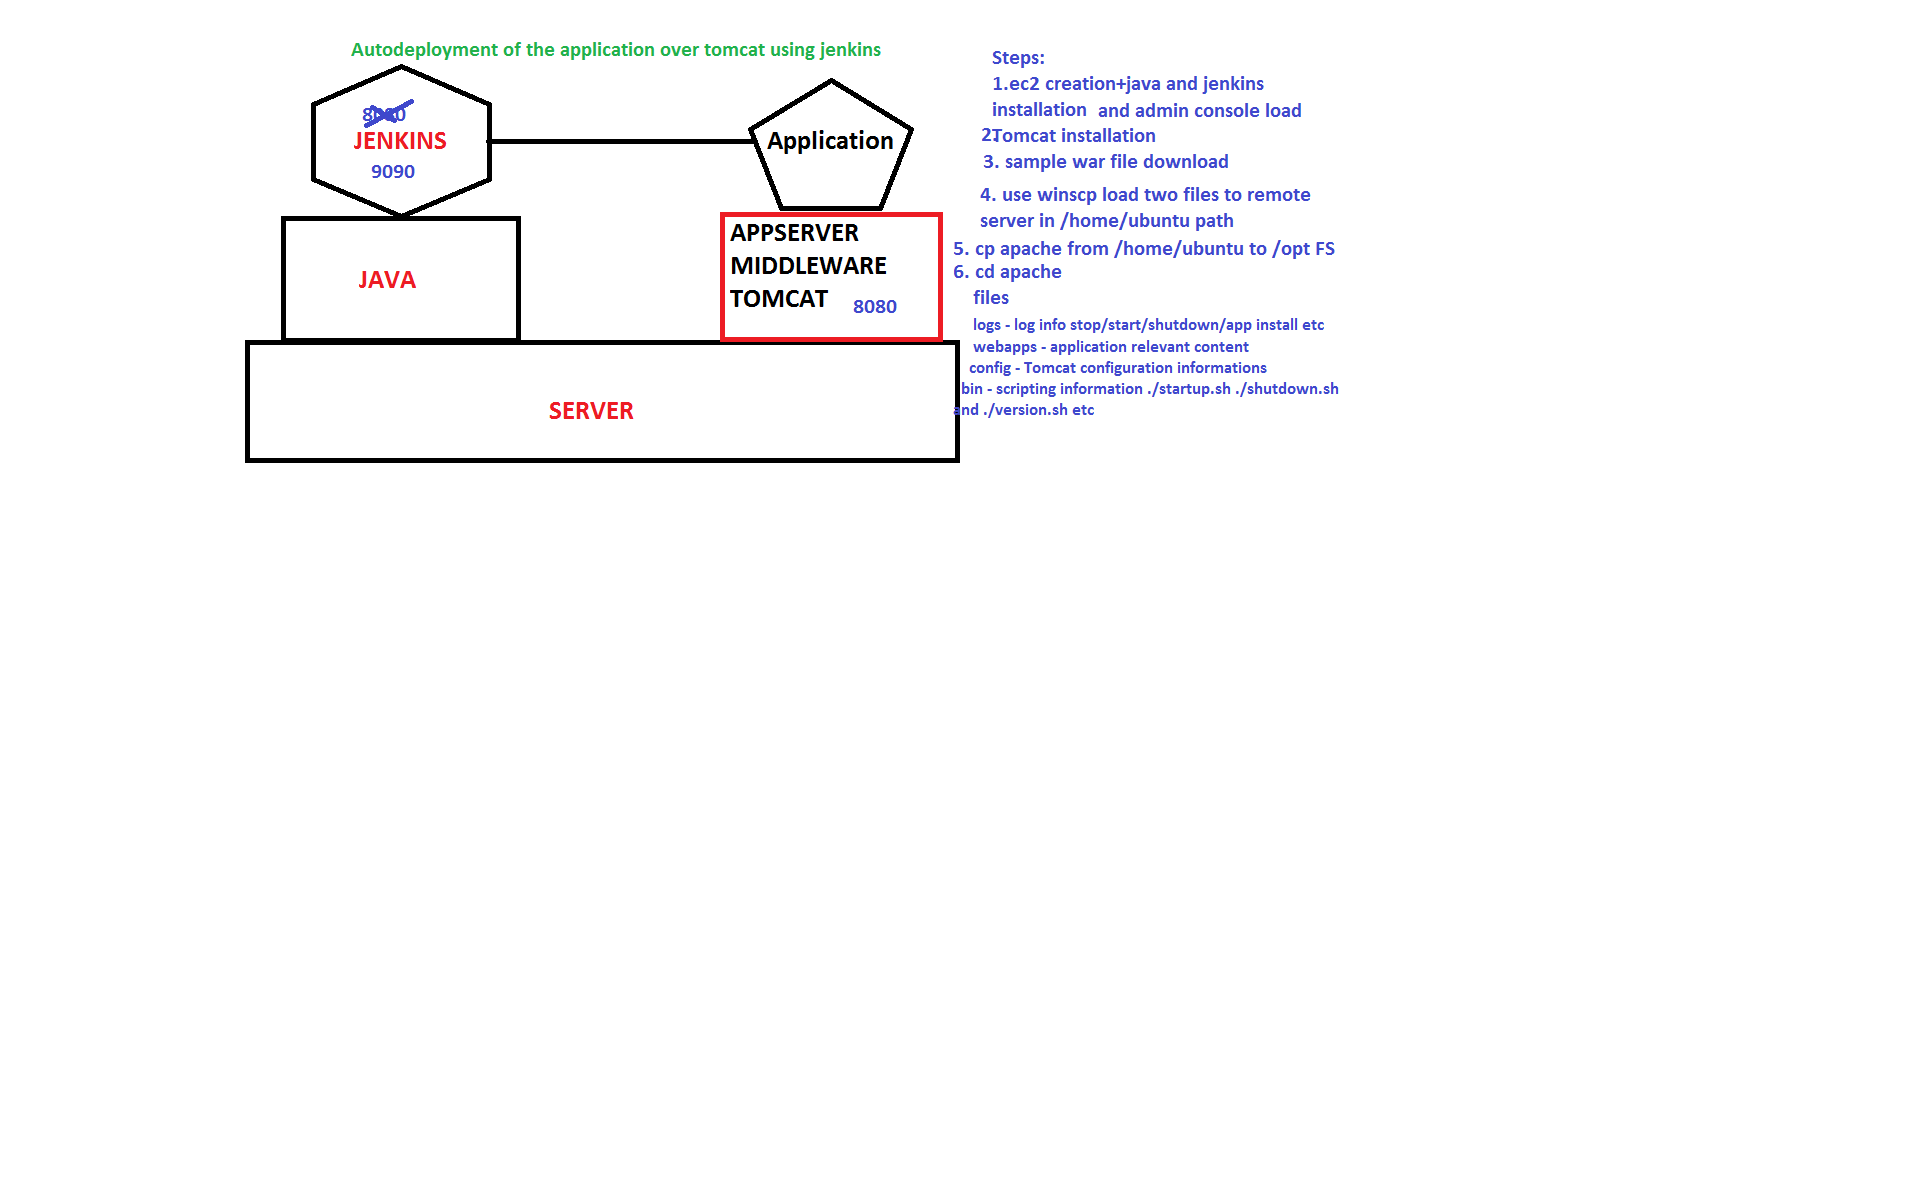 Autodeployment of the application over tomcat using jenkins
8080
JENKINS
9090
Application
JAVA
APPSERVER
MIDDLEWARE
TOMCAT 8080
SERVER
Steps:
1.ec2 creation+java and jenkins
installation and admin console load
2.Tomcat installation
3. sample war file download
4. use winscp load two files to remote
server in /home/ubuntu path
5. cp apache from /home/ubuntu to /opt FS
6. cd apache
files
logs - log info stop/start/shutdown/app install etc
webapps - application relevant content
config - Tomcat configuration informations
bin - scripting information ./startup.sh ./shutdown.sh
and ./version.sh etc